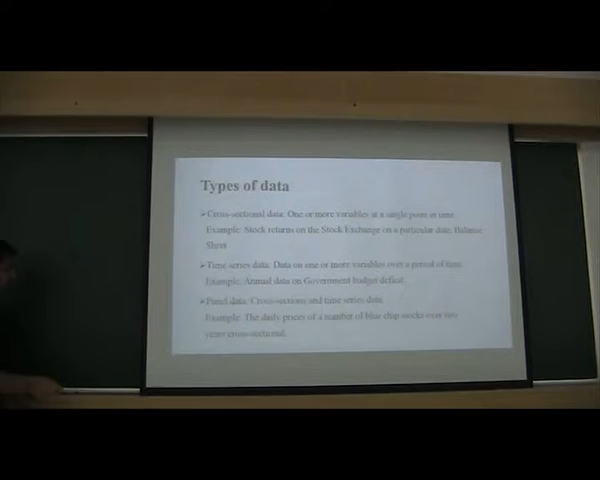 Types of data
➢Cross-sectional data: One or more variables at a single point in time.
Example: Stock returns on the Stock Exchange on a particular date. Balance
Sheet
➢Time series data: Data on one or more variables over a period of time.
Example: Annual data on Government budget deficit.
➢Panel data: Cross-sections and time series data
Example: The daily prices of a number of blue chip stocks over two
years cross-sectional.